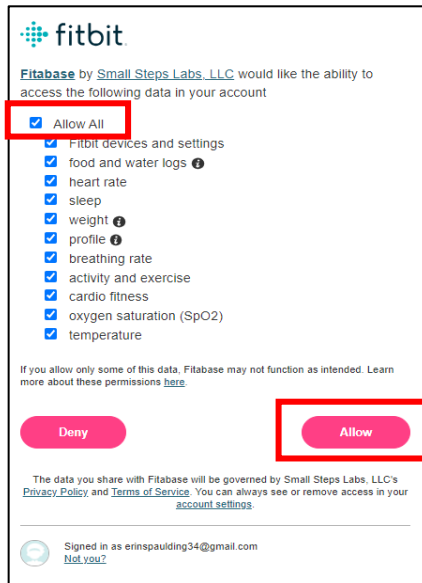 fitbit
Fitabase by Small Steps Labs, LLC would like the ability to
access the following data in your account
Allow All
Fitbit devices and settings
food and water logs
heart rate
sleep
weight
profile
breathing rate
activity and exercise
cardio fitness
oxygen saturation (SpO2)
temperature
If you allow only some of this data, Fitabase may not function as intended. Learn
more about these permissions here.
Deny
Allow
The data you share with Fitabase will be governed by Small Steps Labs, LLC's
Privacy Policy and Terms of Service. You can always see or remove access in your
account settings.
Signed in as erinspaulding34@gmail.com
Not you?